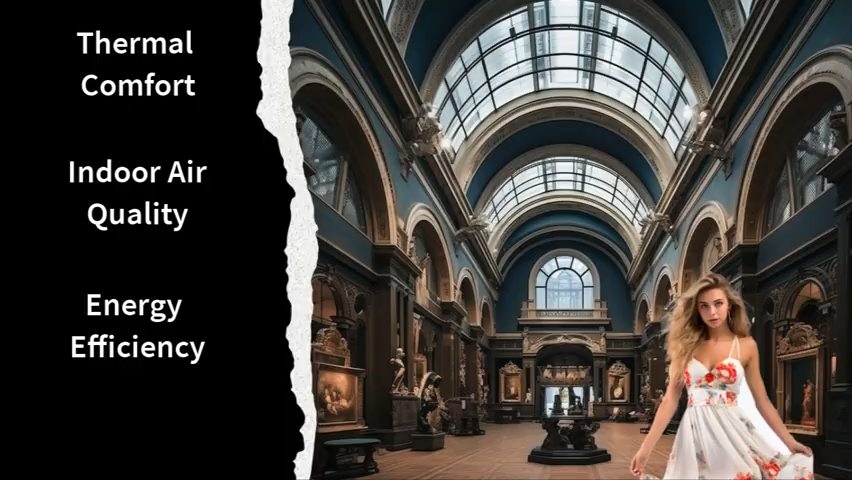 Thermal
Comfort
Indoor Air
Quality
Energy
Efficiency